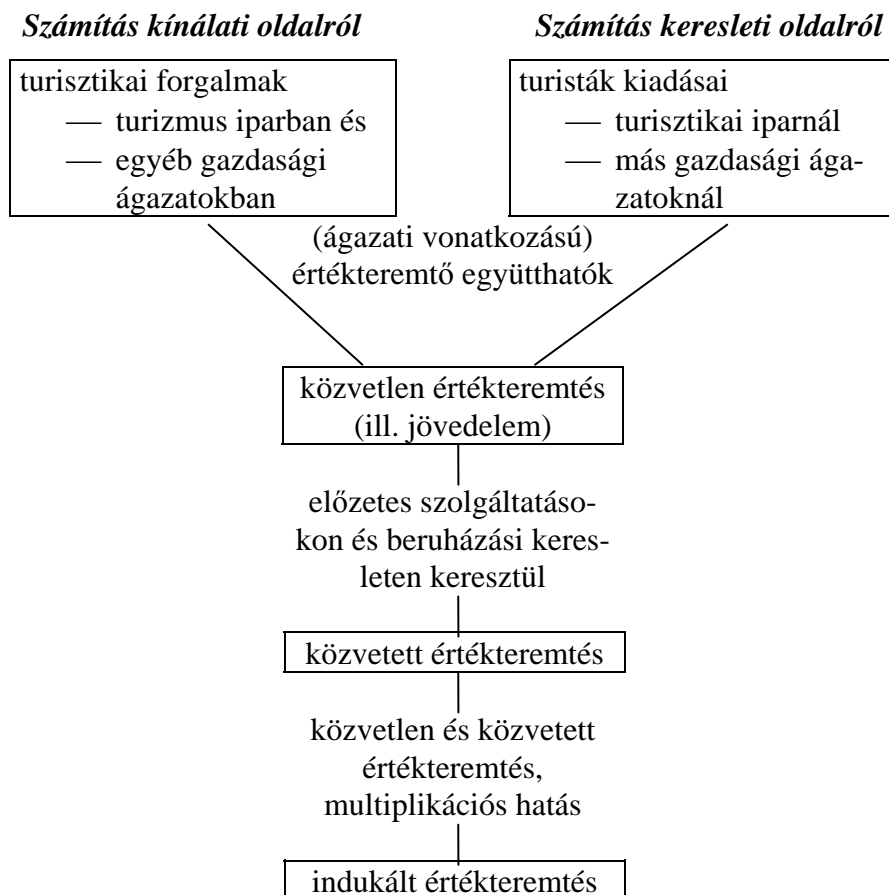 Számítás kínálati oldalról
turisztikai forgalmak
— turizmus iparban és
— egyéb gazdasági
ágazatokban
Számítás keresleti oldalról
turisták kiadásai
— turisztikai iparnál
— más gazdasági ága-
zatoknál
(ágazati vonatkozású)
értékteremtő együtthatók
közvetlen értékteremtés
(ill. jövedelem)
előzetes szolgáltatáso-
kon és beruházási keres-
leten keresztül
közvetett értékteremtés
közvetlen és közvetett
értékteremtés,
multiplikációs hatás
indukált értékteremtés